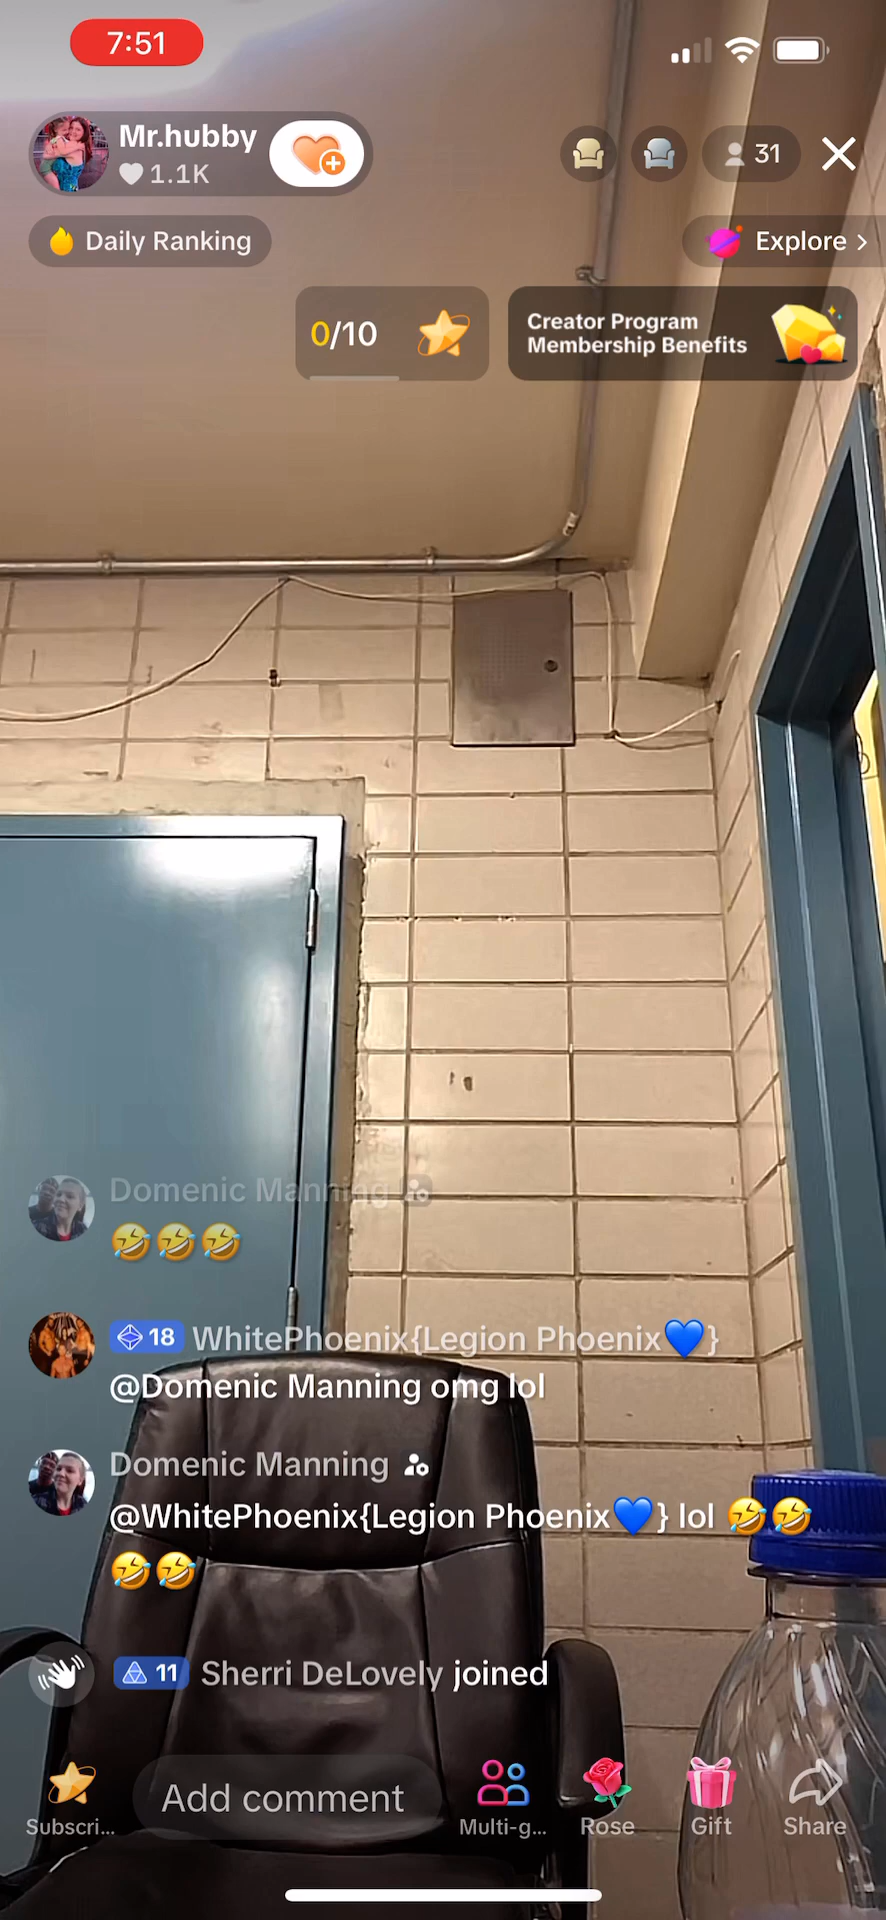 7:51
Mr.hubby
1.1K
31
Daily Ranking
Explore >
0/10
Creator Program
Membership Benefits
Domenic Manning
🤣🤣🤣
18 WhitePhoenix{Legion Phoenix💙}
@Domenic Manning omg lol
Domenic Manning
@WhitePhoenix{Legion Phoenix💙} lol 🤣🤣
🤣🤣
11 Sherri DeLovely joined
Add comment
Subscri... Multi-g... Rose Gift Share